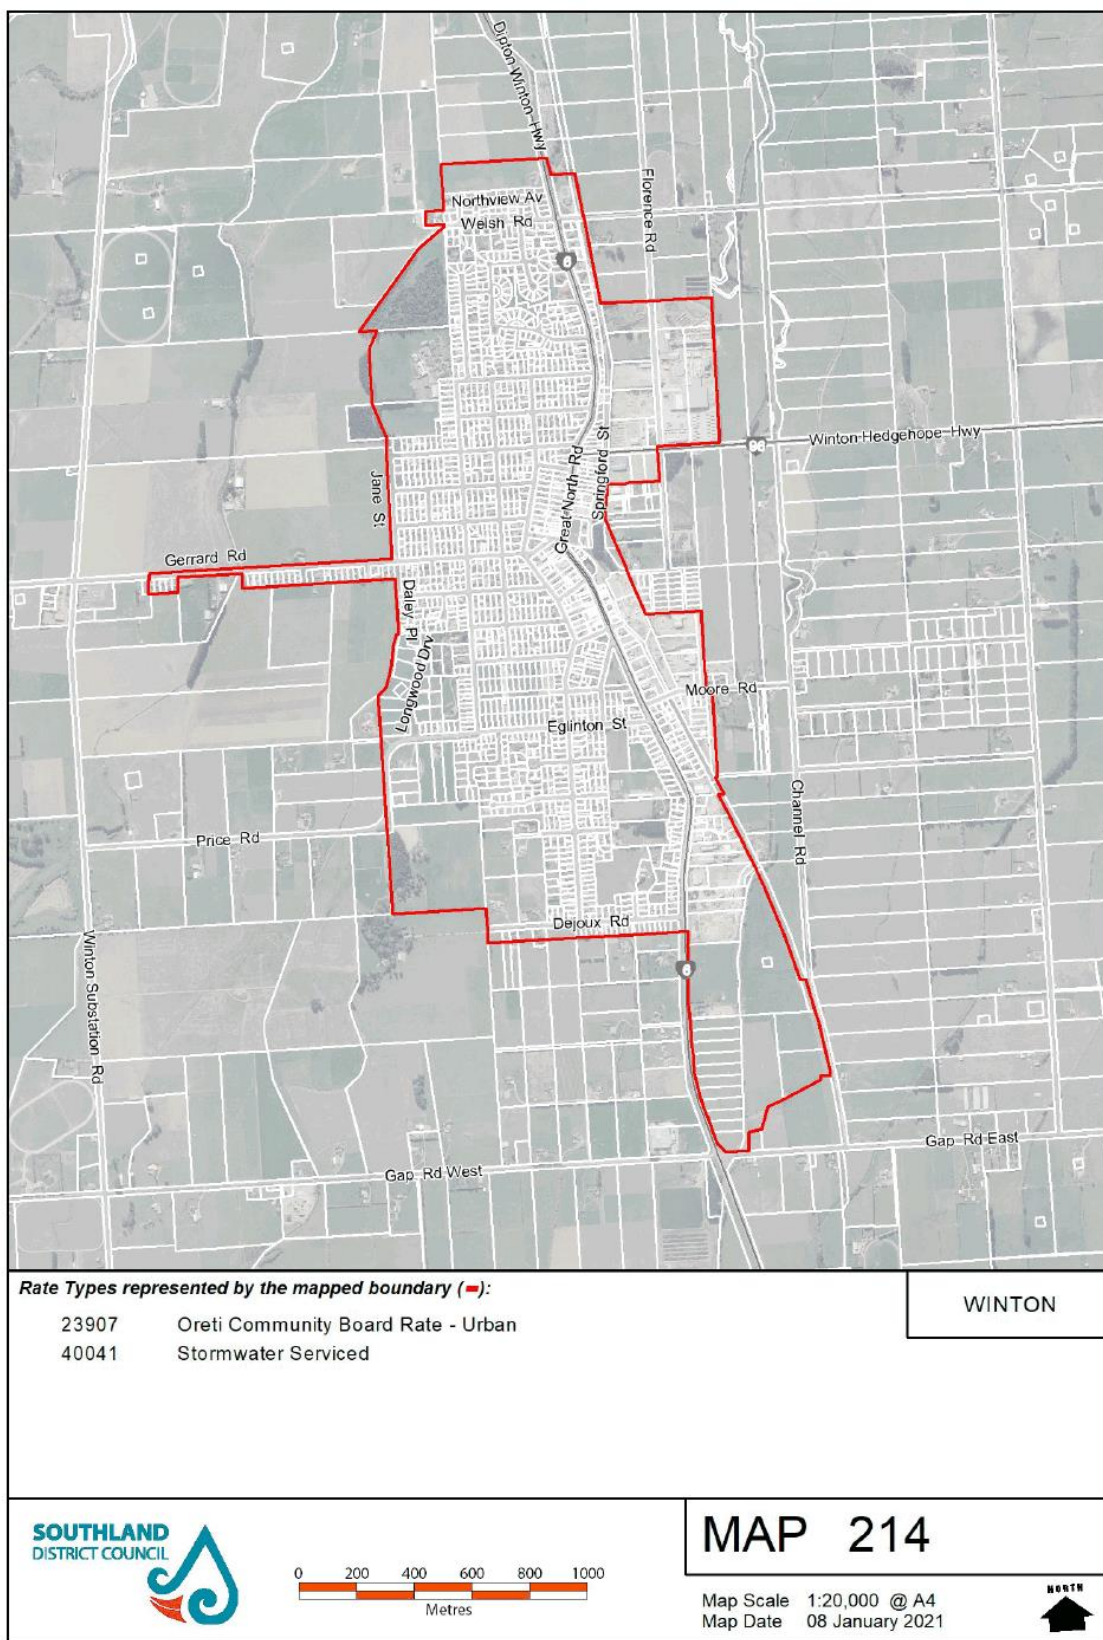 Dipton-Winton Hwy
Florence Rd
Northview Av
Welsh Rd
6
Winton-Hedgehope Hwy
96
Springford St
Great North Rd
Jane St
Gerrard Rd
Daley Pl
Longwood Drv
Moore Rd
Eglinton St
Channel Rd
Price Rd
Dejoux Rd
6
Winton Substation Rd
Gap Rd East
Gap Rd West
Rate Types represented by the mapped boundary (-):
WINTON
23907 Oreti Community Board Rate - Urban
40041 Stormwater Serviced
SOUTHLAND
DISTRICT COUNCIL
0 200 400 600 800 1000
Metres
MAP 214
Map Scale 1:20,000 @ A4
Map Date 08 January 2021
NORTH